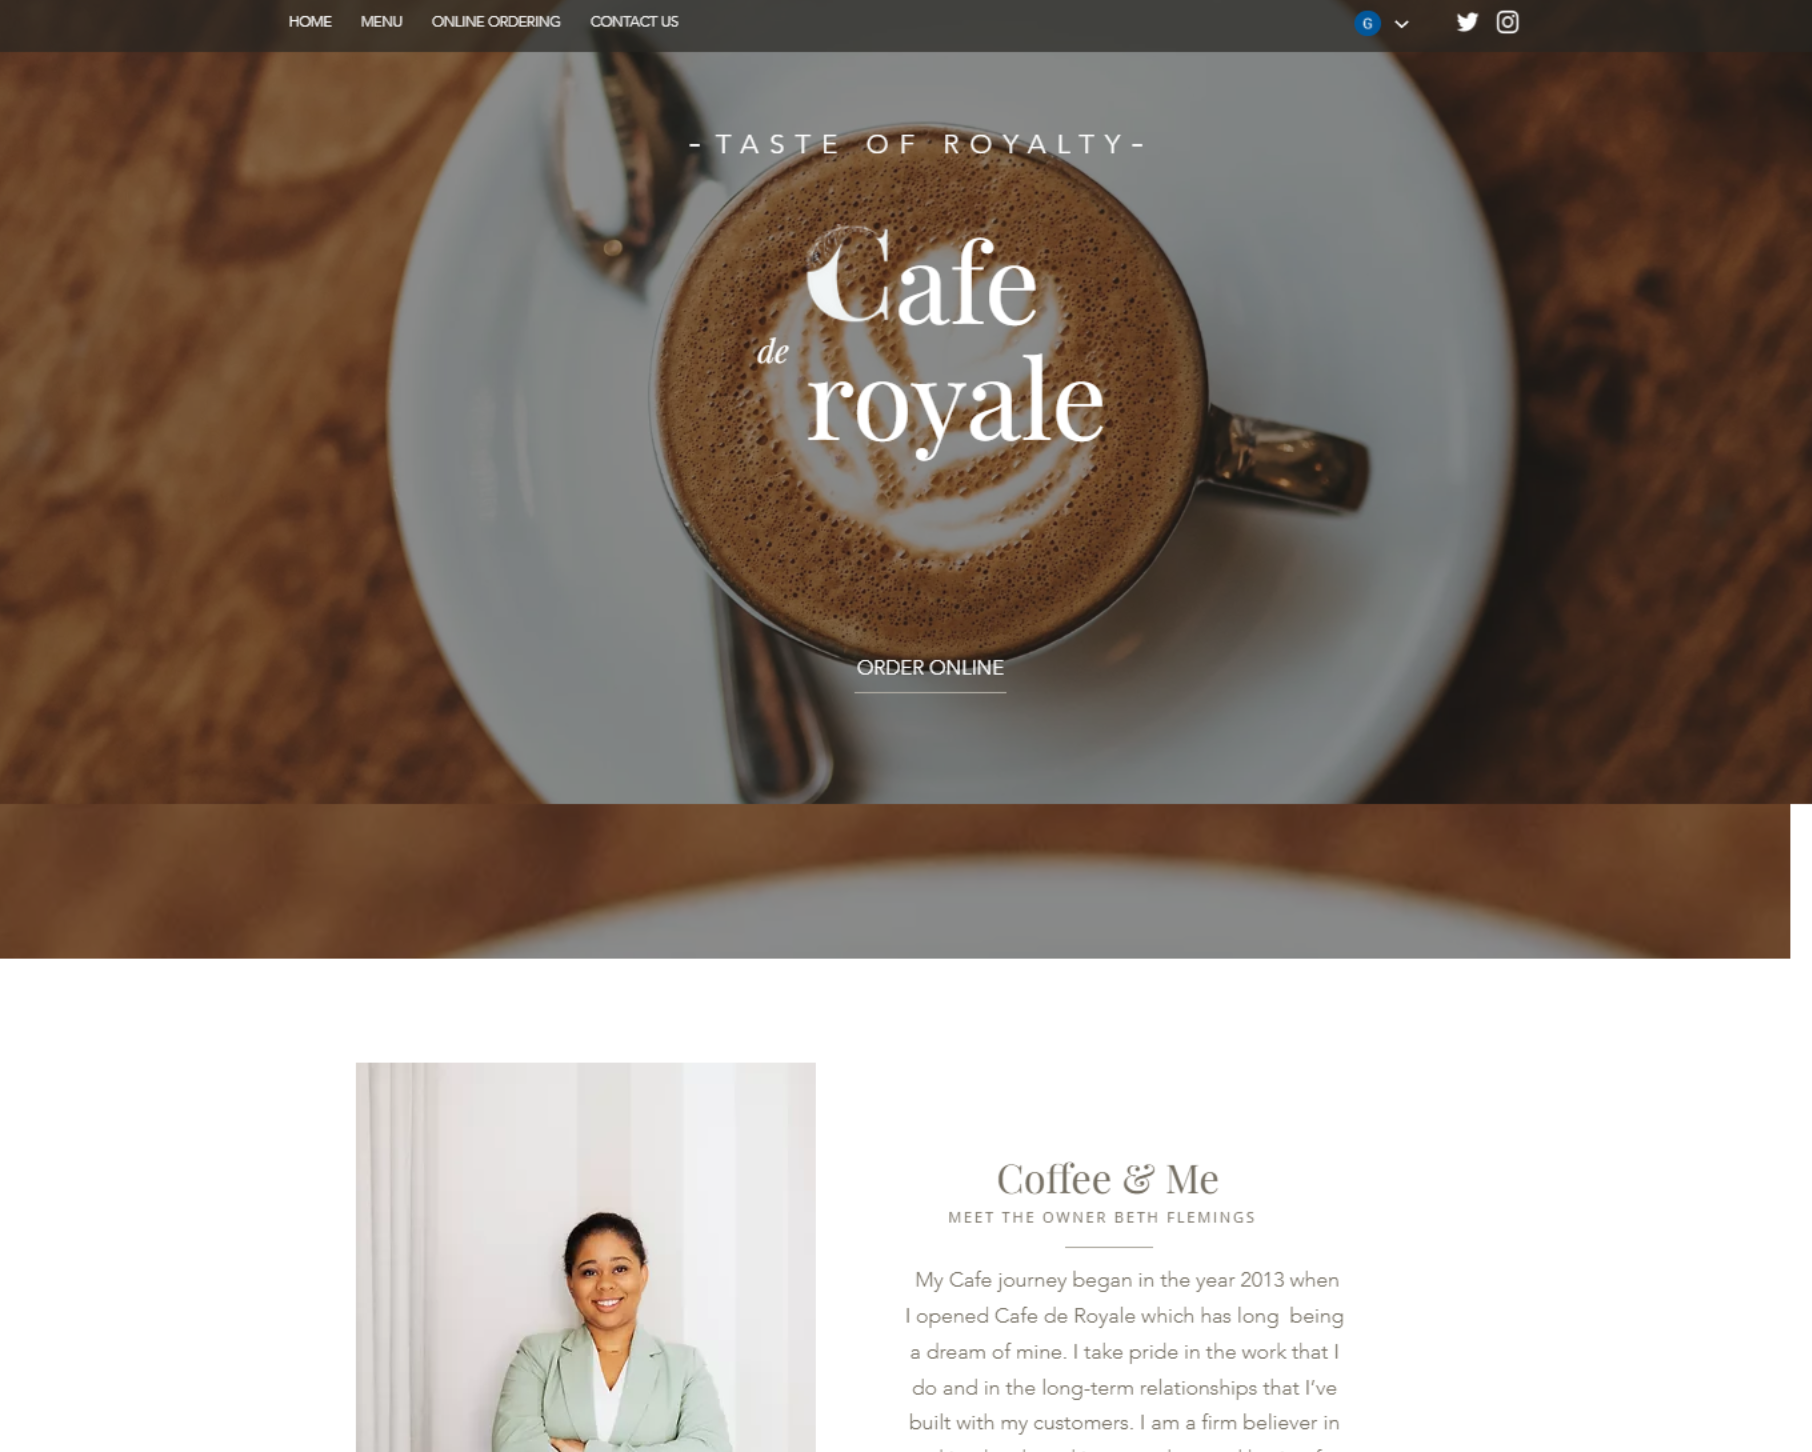 HOME MENU ONLINE ORDERING CONTACT US G
-TASTE OF ROYALTY-
Cafe
de
royale
ORDER ONLINE
Coffee & Me
MEET THE OWNER BETH FLEMINGS
My Cafe journey began in the year 2013 when
I opened Cafe de Royale which has long being
a dream of mine. I take pride in the work that I
do and in the long-term relationships that I've
built with my customers. I am a firm believer in